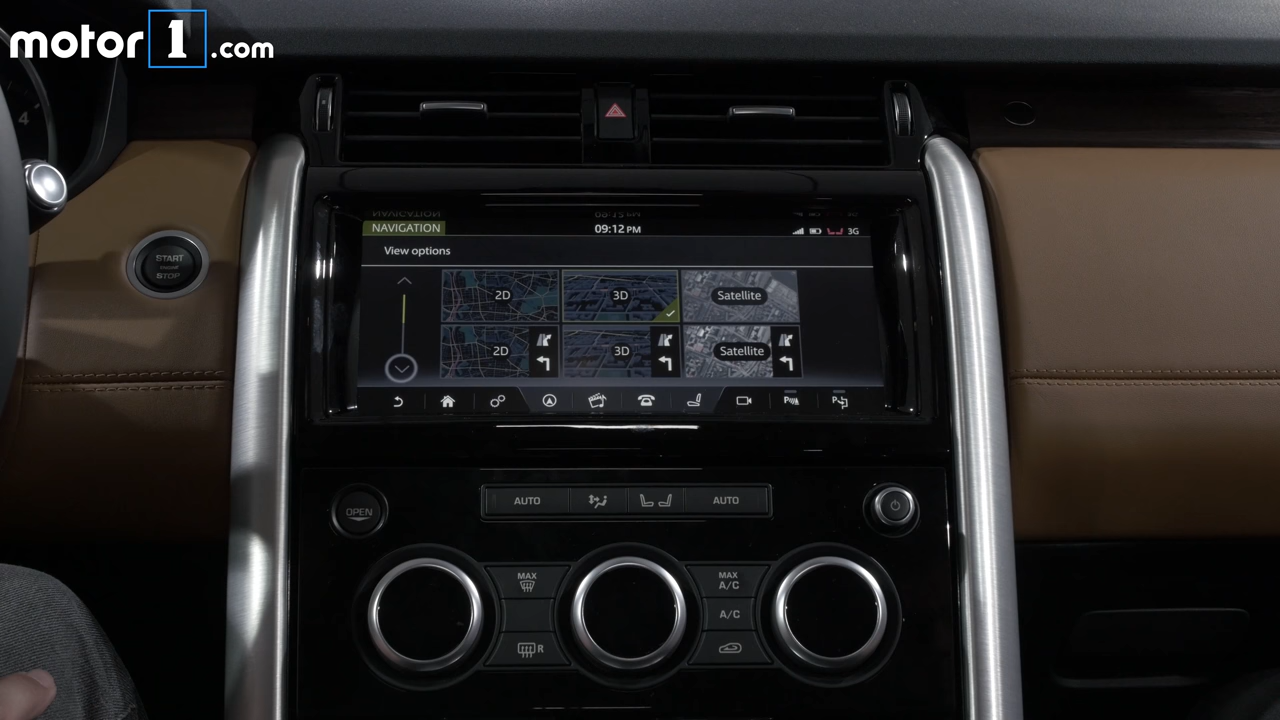 motor1.com
4
START
STOP
NAVIGATION
09:12 PM
3G
View options
2D
3D
Satellite
2D
3D
Satellite
AUTO
AUTO
OPEN
MAX
MAX
A/C
A/C
R